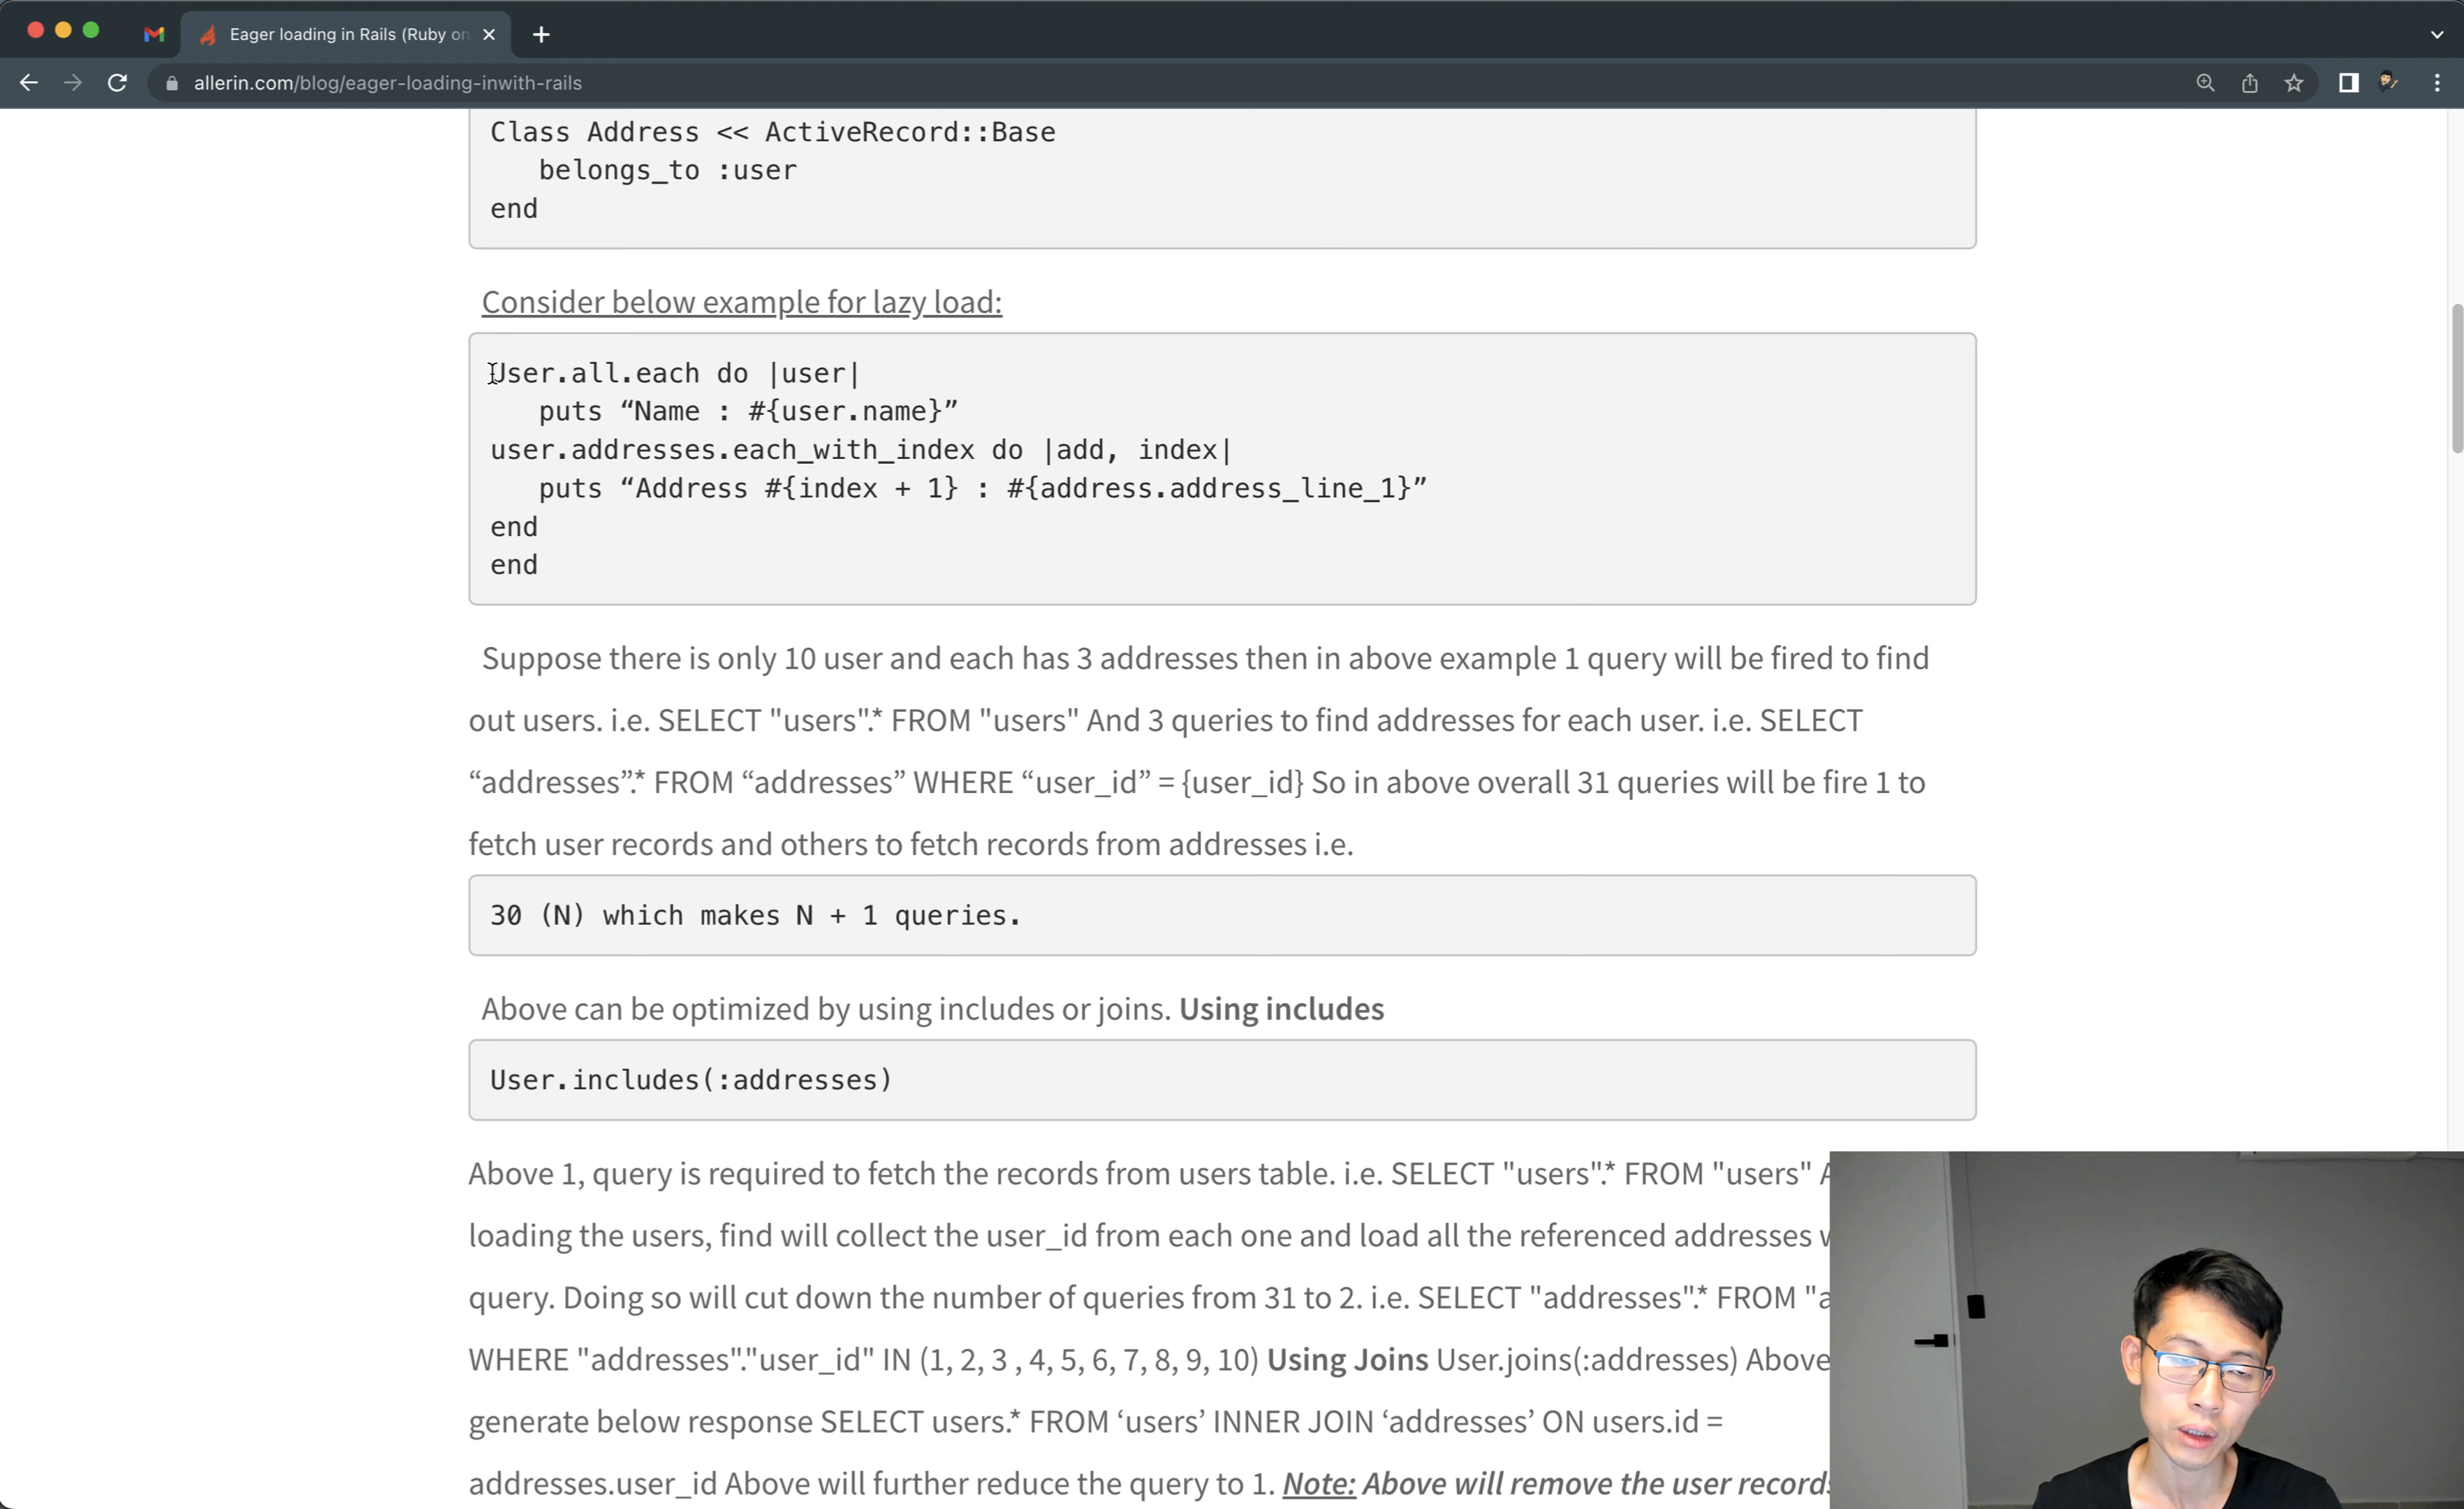 Eager loading in Rails (Ruby on
allerin.com/blog/eager-loading-inwith-rails
Class Address << ActiveRecord::Base
belongs_to :user
end
Consider below example for lazy load:
User.all.each do |user|
puts “Name : #{user.name}”
user.addresses.each_with_index do |add, index|
puts “Address #{index + 1} : #{address.address_line_1}”
end
end
Suppose there is only 10 user and each has 3 addresses then in above example 1 query will be fired to find
out users. i.e. SELECT "users".* FROM "users" And 3 queries to find addresses for each user. i.e. SELECT
“addresses”.* FROM “addresses” WHERE “user_id” = {user_id} So in above overall 31 queries will be fire 1 to
fetch user records and others to fetch records from addresses i.e.
30 (N) which makes N + 1 queries.
Above can be optimized by using includes or joins. Using includes
User.includes(:addresses)
Above 1, query is required to fetch the records from users table. i.e. SELECT "users".* FROM "users"
loading the users, find will collect the user_id from each one and load all the referenced addresses
query. Doing so will cut down the number of queries from 31 to 2. i.e. SELECT "addresses".* FROM "a
WHERE "addresses"."user_id" IN (1, 2, 3 , 4, 5, 6, 7, 8, 9, 10) Using Joins User.joins(:addresses) Above
generate below response SELECT users.* FROM ‘users’ INNER JOIN ‘addresses’ ON users.id =
addresses.user_id Above will further reduce the query to 1. Note: Above will remove the user records